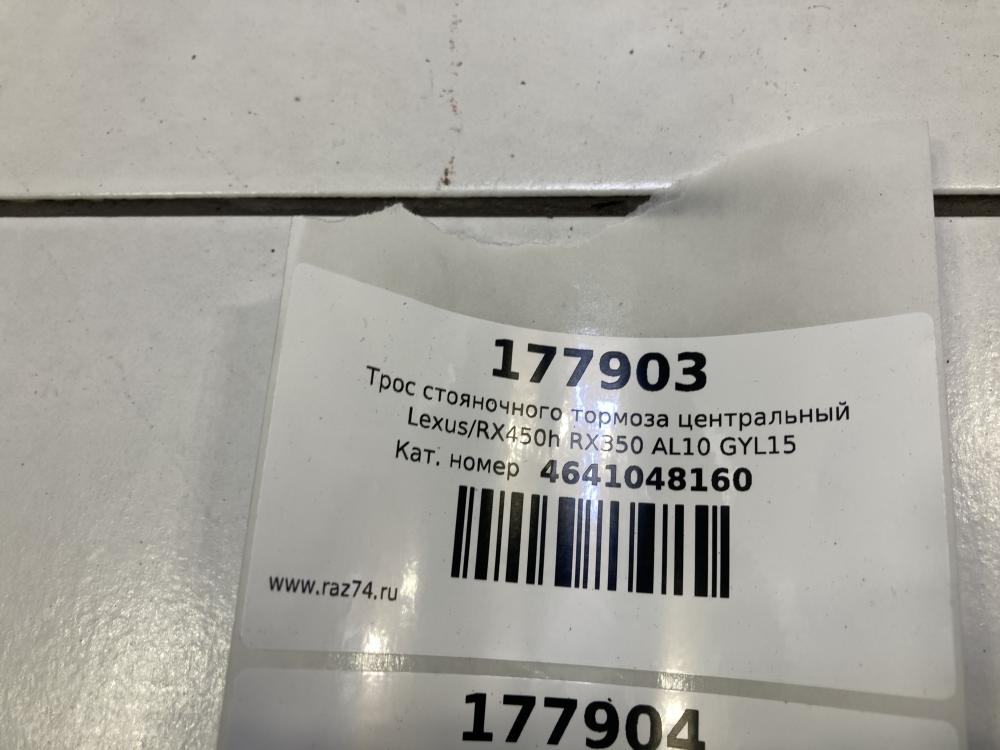 177903
Трос стояночного тормоза центральный
Lexus/RX450h RX350 AL10 GYL15
Кат. номер 4641048160
www.raz74.ru
177904